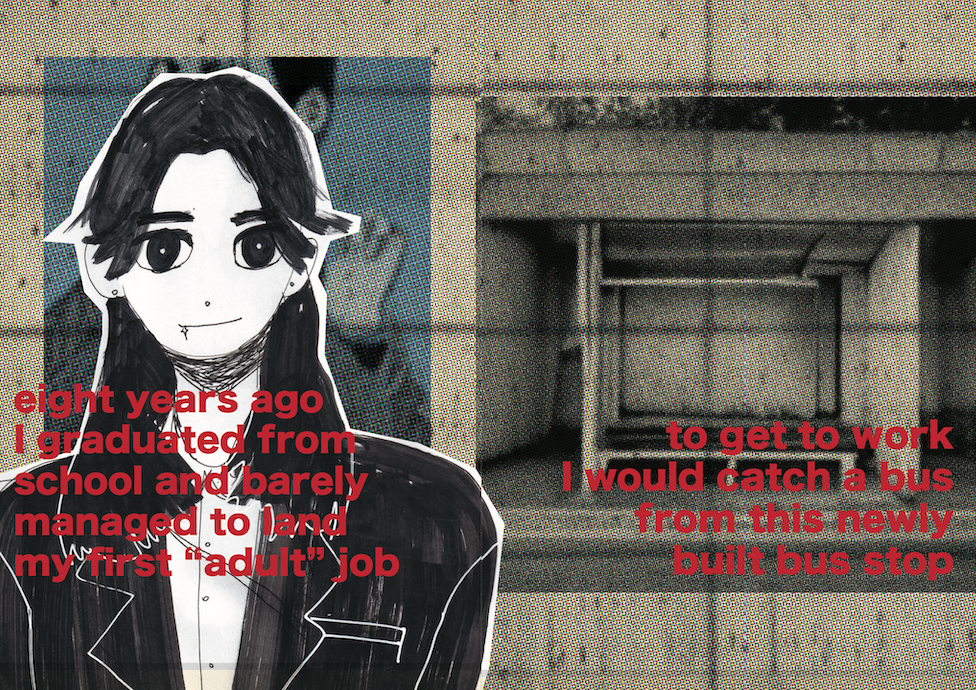 eight years ago
I graduated from
school and barely
managed to land
my first “adult” job
to get to work
I would catch a bus
from this newly
built bus stop